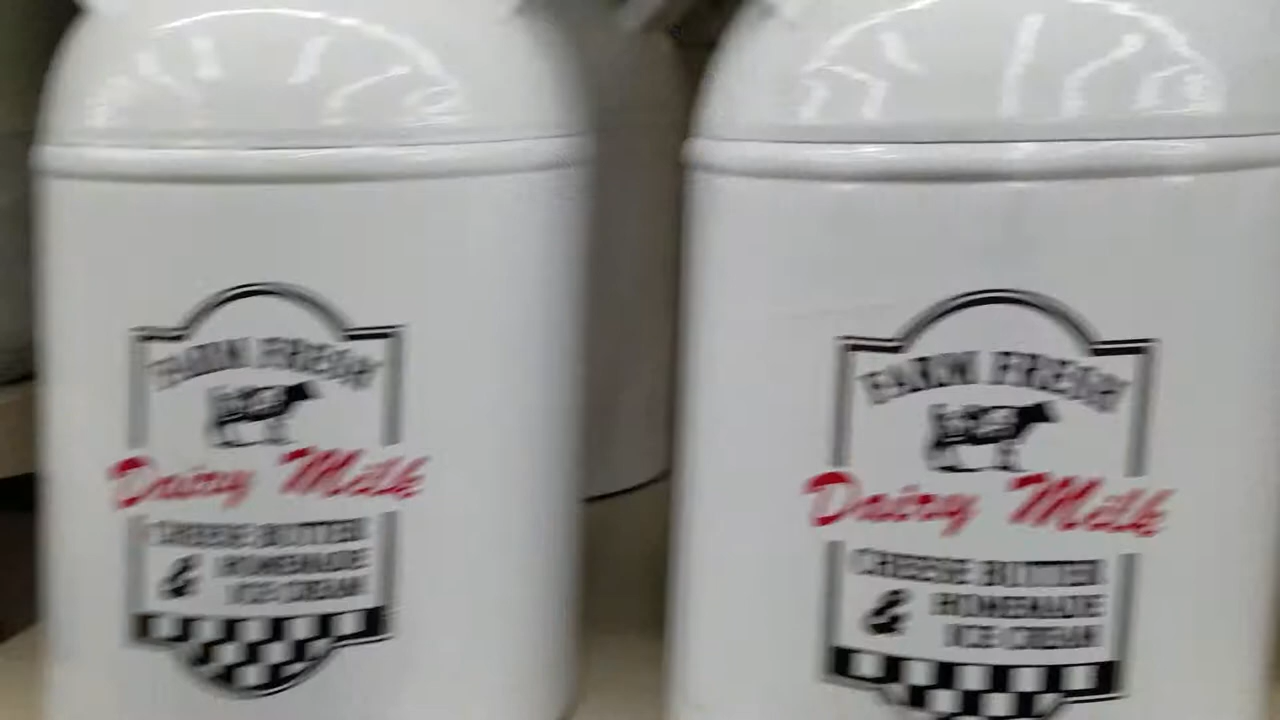 FARM FRESH
Dairy Milk
CHEESE BUTTER
& HOMEMADE
ICE CREAM
FARM FRESH
Dairy Milk
CHEESE BUTTER
& HOMEMADE
ICE CREAM